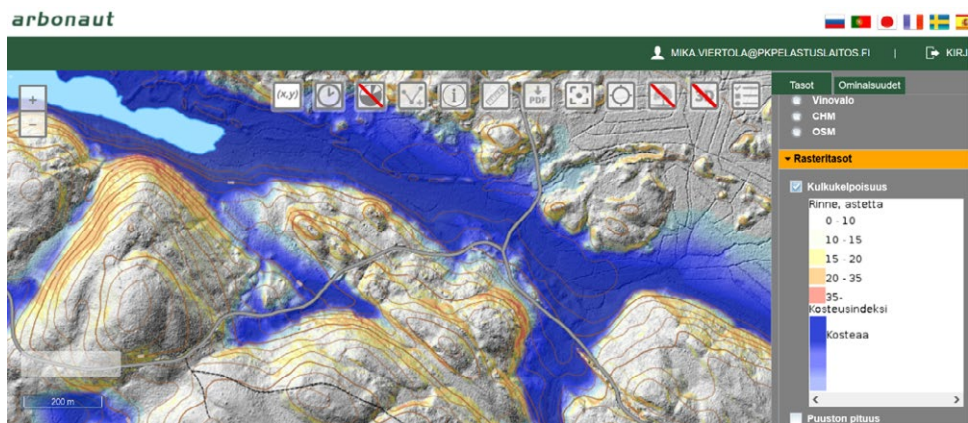 arbonaut
MIKA.VIERTOLA@PKPELASTUSLAITOS.FI | KIRJ
+
(x,y)
PDF
3D
−
Tasot Ominaisuudet
Vinovalo
CHM
OSM
Rasteritasot
Kulkukelpoisuus
Rinne, astetta
0 - 10
10 - 15
15 - 20
20 - 35
35-
Kosteusindeksi
Kosteaa
Puuston pituus
200 m